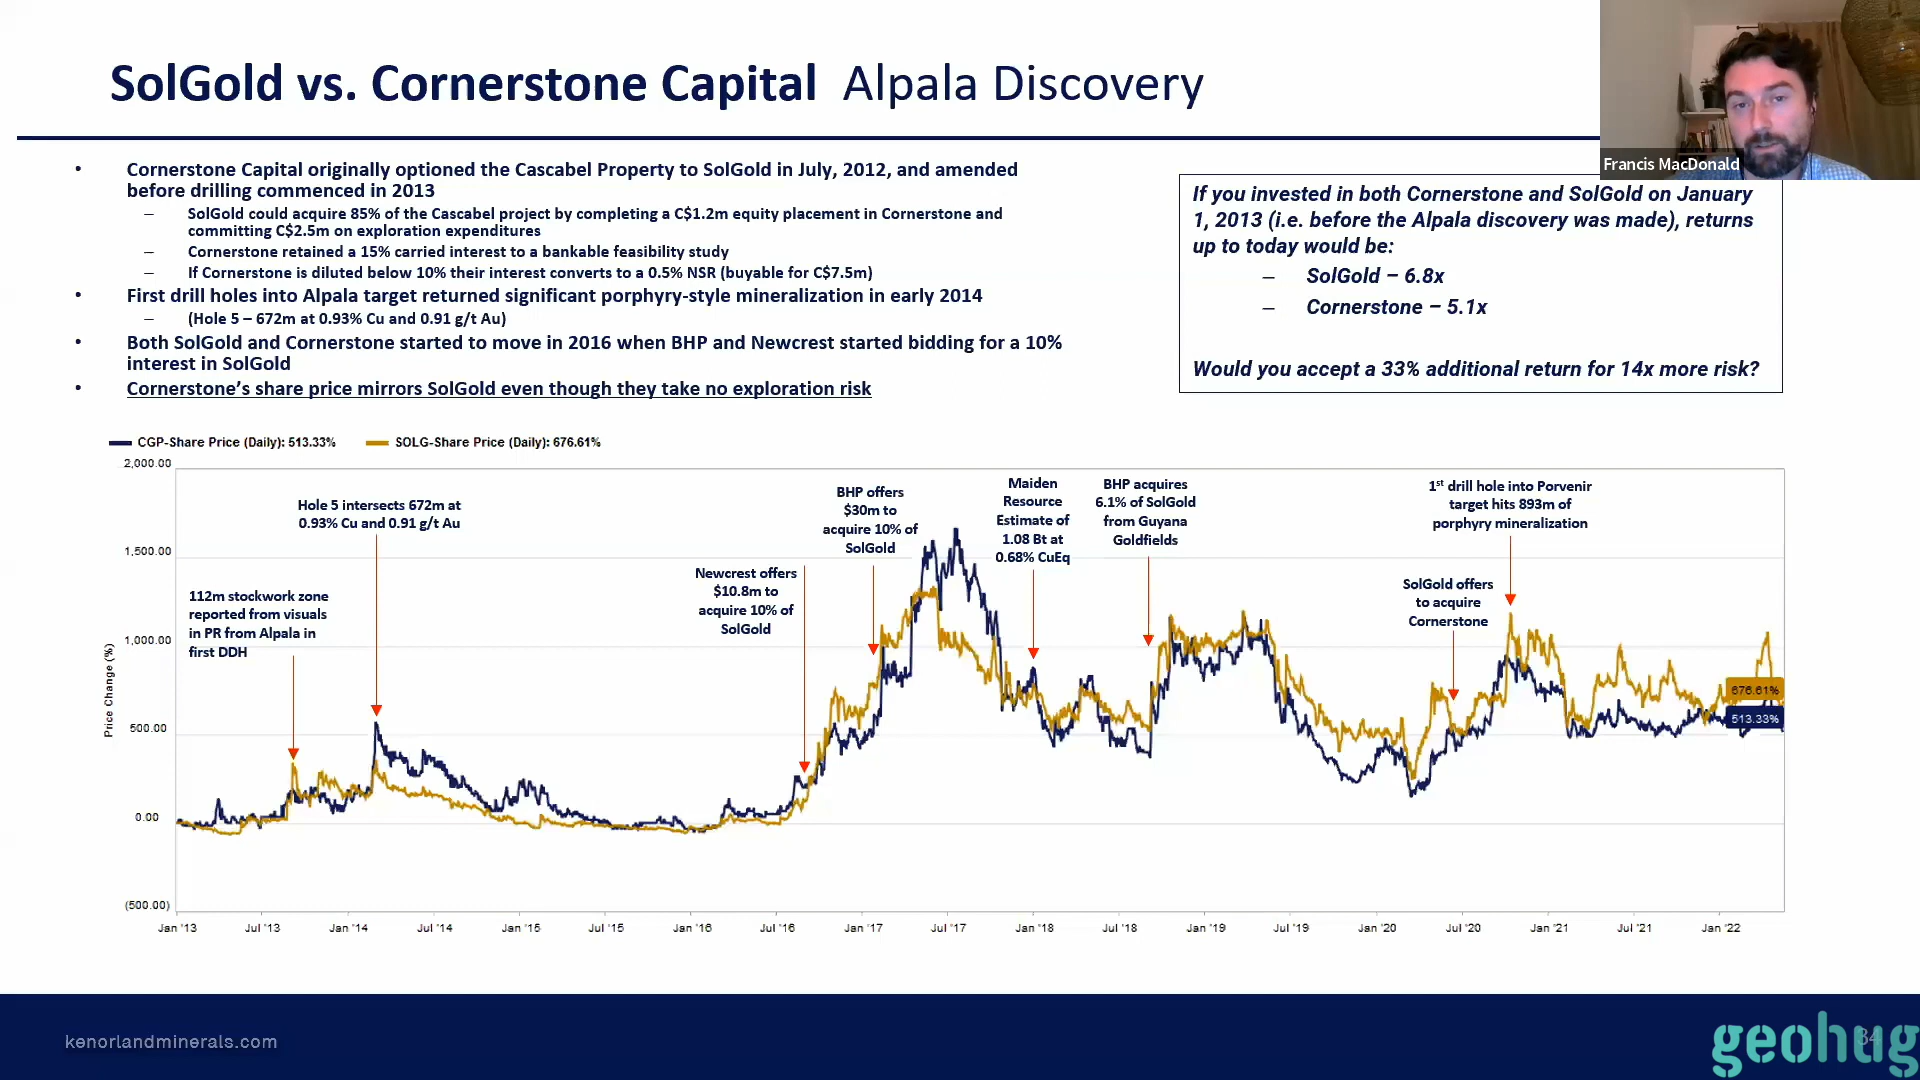 SolGold vs. Cornerstone Capital Alpala Discovery
Francis MacDonald
• Cornerstone Capital originally optioned the Cascabel Property to SolGold in July, 2012, and amended
before drilling commenced in 2013
– SolGold could acquire 85% of the Cascabel project by completing a C$1.2m equity placement in Cornerstone and
committing C$2.5m on exploration expenditures
– Cornerstone retained a 15% carried interest to a bankable feasibility study
– If Cornerstone is diluted below 10% their interest converts to a 0.5% NSR (buyable for C$7.5m)
• First drill holes into Alpala target returned significant porphyry-style mineralization in early 2014
– (Hole 5 – 672m at 0.93% Cu and 0.91 g/t Au)
• Both SolGold and Cornerstone started to move in 2016 when BHP and Newcrest started bidding for a 10%
interest in SolGold
• Cornerstone's share price mirrors SolGold even though they take no exploration risk
If you invested in both Cornerstone and SolGold on January
1, 2013 (i.e. before the Alpala discovery was made), returns
up to today would be:
– SolGold – 6.8x
– Cornerstone – 5.1x
Would you accept a 33% additional return for 14x more risk?
CGP-Share Price (Daily): 513.33% SOLG-Share Price (Daily): 676.61%
Price Change (%)
2,000.00
1,500.00
1,000.00
500.00
0.00
(500.00)
112m stockwork zone
reported from visuals
in PR from Alpala in
first DDH
Hole 5 intersects 672m at
0.93% Cu and 0.91 g/t Au
Newcrest offers
$10.8m to
acquire 10% of
SolGold
BHP offers
$30m to
acquire 10% of
SolGold
Maiden
Resource
Estimate of
1.08 Bt at
0.68% CuEq
BHP acquires
6.1% of SolGold
from Guyana
Goldfields
SolGold offers
to acquire
Cornerstone
1st drill hole into Porvenir
target hits 893m of
porphyry mineralization
676.61%
513.33%
Jan '13 Jul '13 Jan '14 Jul '14 Jan '15 Jul '15 Jan '16 Jul '16 Jan '17 Jul '17 Jan '18 Jul '18 Jan '19 Jul '19 Jan '20 Jul '20 Jan '21 Jul '21 Jan '22
kenorlandminerals.com
34
geohug